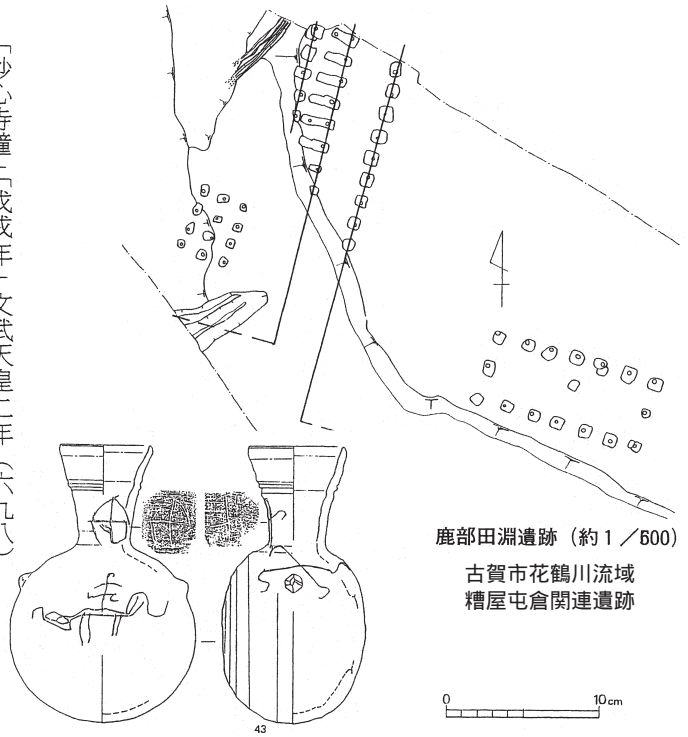 「妙心寺鐘」「戊戌年」文武天皇二年（六九八）
鹿部田淵遺跡（約1／500）
古賀市花鶴川流域
糟屋屯倉関連遺跡
0 10cm
43